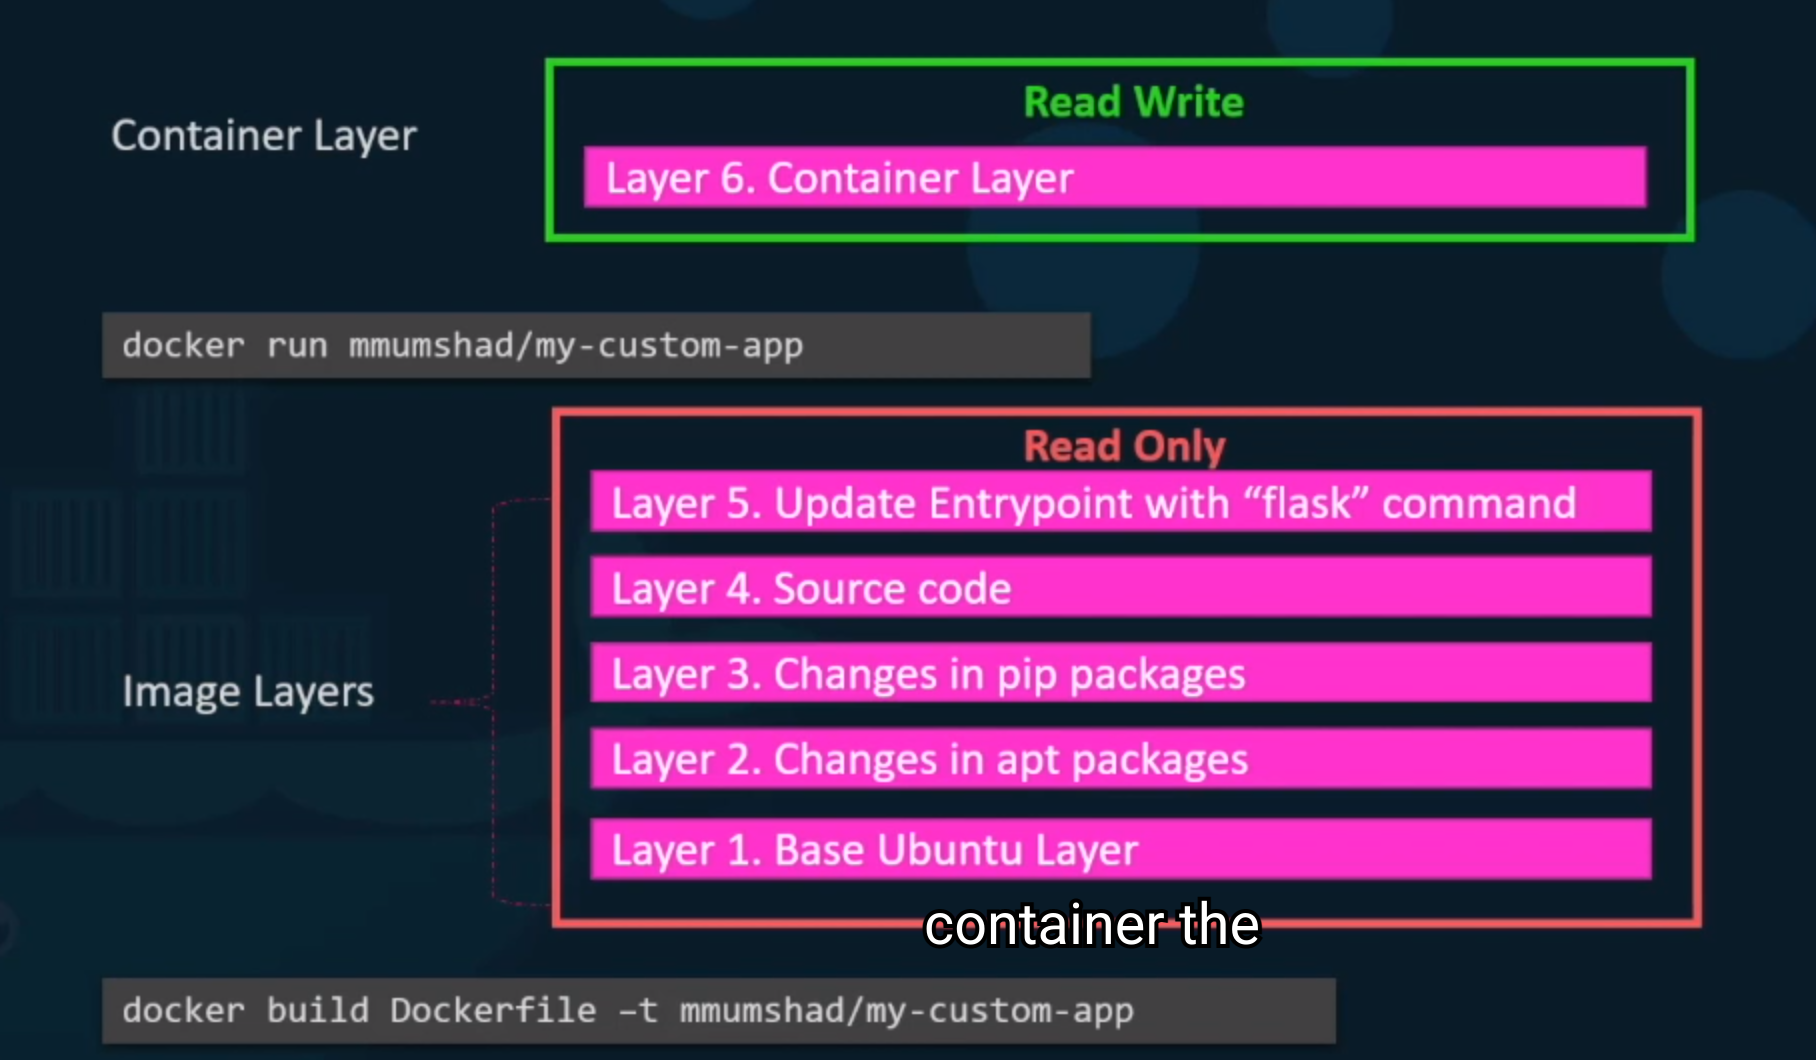 Read Write
Container Layer
Layer 6. Container Layer
docker run mmumshad/my-custom-app
Read Only
Layer 5. Update Entrypoint with “flask” command
Layer 4. Source code
Layer 3. Changes in pip packages
Image Layers
Layer 2. Changes in apt packages
Layer 1. Base Ubuntu Layer
container the
docker build Dockerfile –t mmumshad/my-custom-app